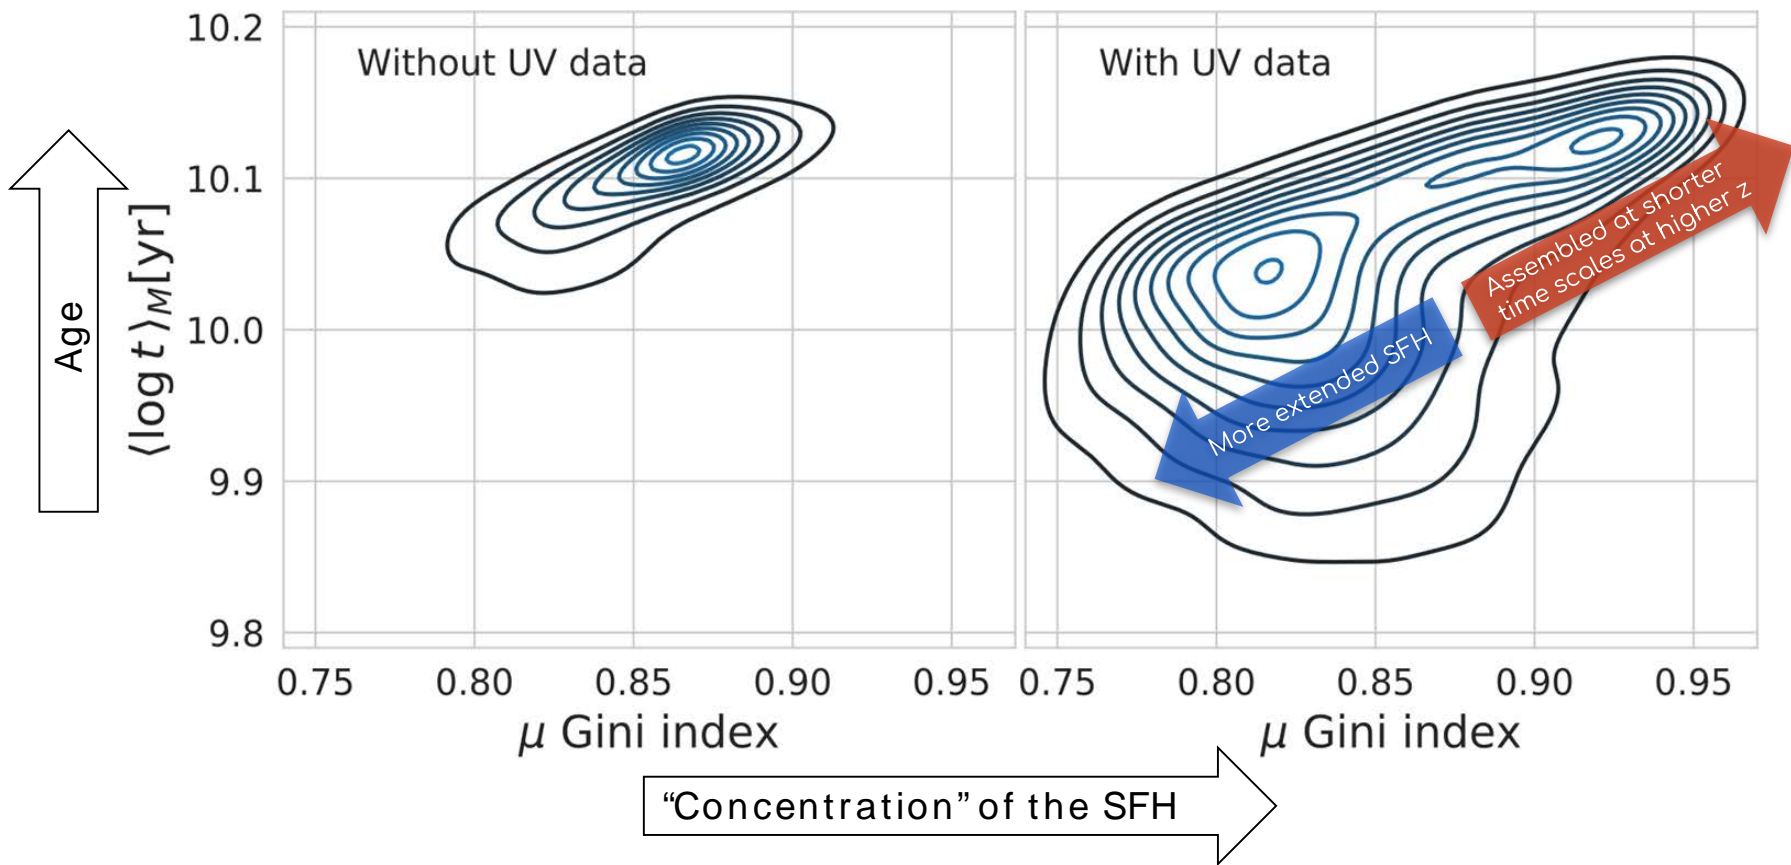 Without UV data
With UV data
10.2
10.1
10.0
9.9
9.8
⟨log t⟩M[yr]
Age
Assembled at shorter
time scales at higher z
More extended SFH
0.75 0.80 0.85 0.90 0.95
0.75 0.80 0.85 0.90 0.95
μ Gini index
μ Gini index
“Concentration” of the SFH